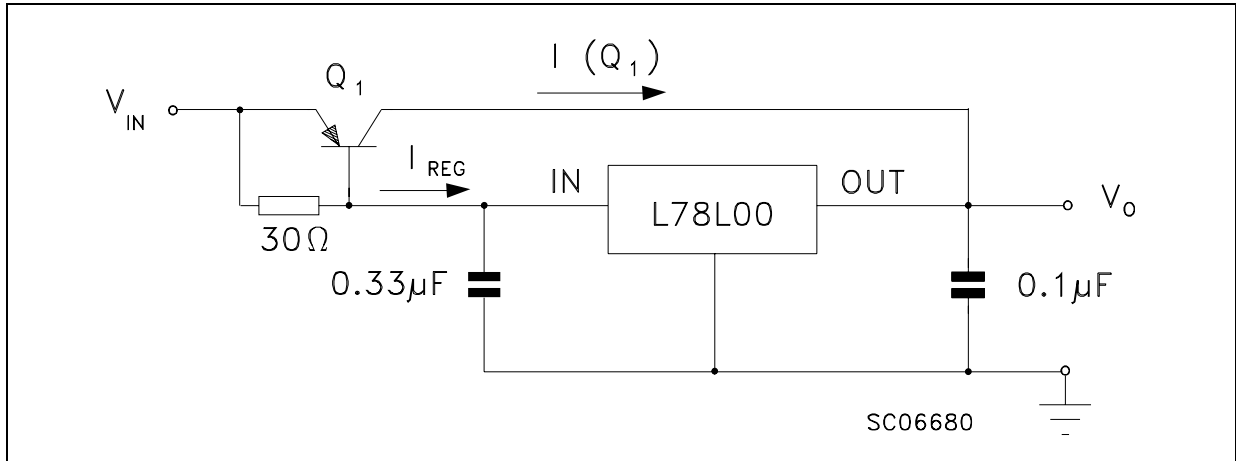 I (Q1)
Q1
VIN
IREG
IN
OUT
L78L00
VO
30Ω
0.33µF
0.1µF
SC06680